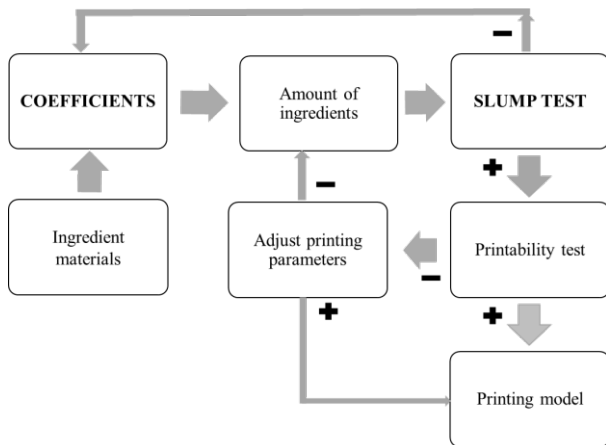 COEFFICIENTS
Amount of
ingredients
SLUMP TEST
Ingredient
materials
Adjust printing
parameters
Printability test
Printing model